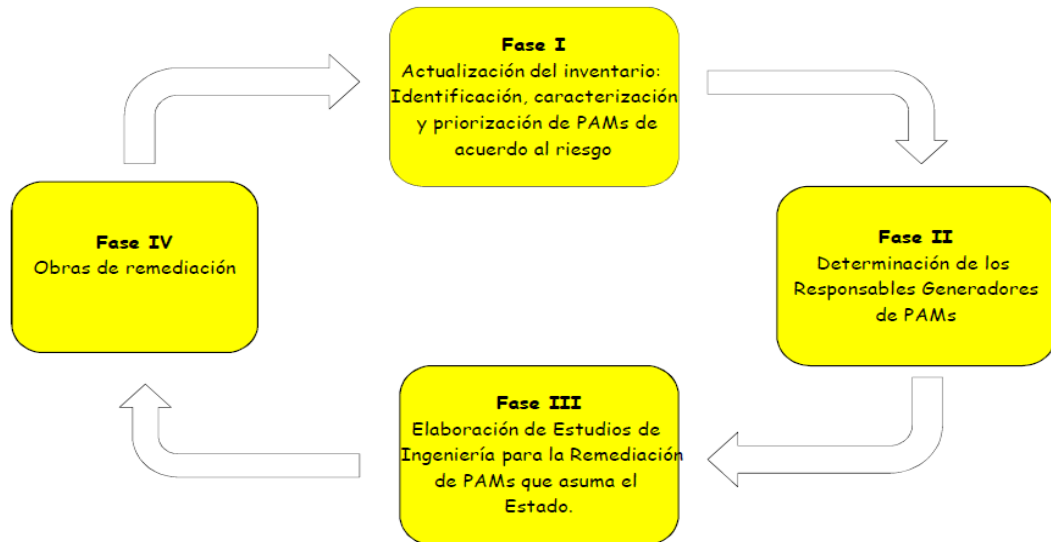 Fase I
Actualización del inventario:
Identificación, caracterización
y priorización de PAMs de
acuerdo al riesgo
Fase II
Determinación de los
Responsables Generadores
de PAMs
Fase III
Elaboración de Estudios de
Ingeniería para la Remediación
de PAMs que asuma el
Estado.
Fase IV
Obras de remediación